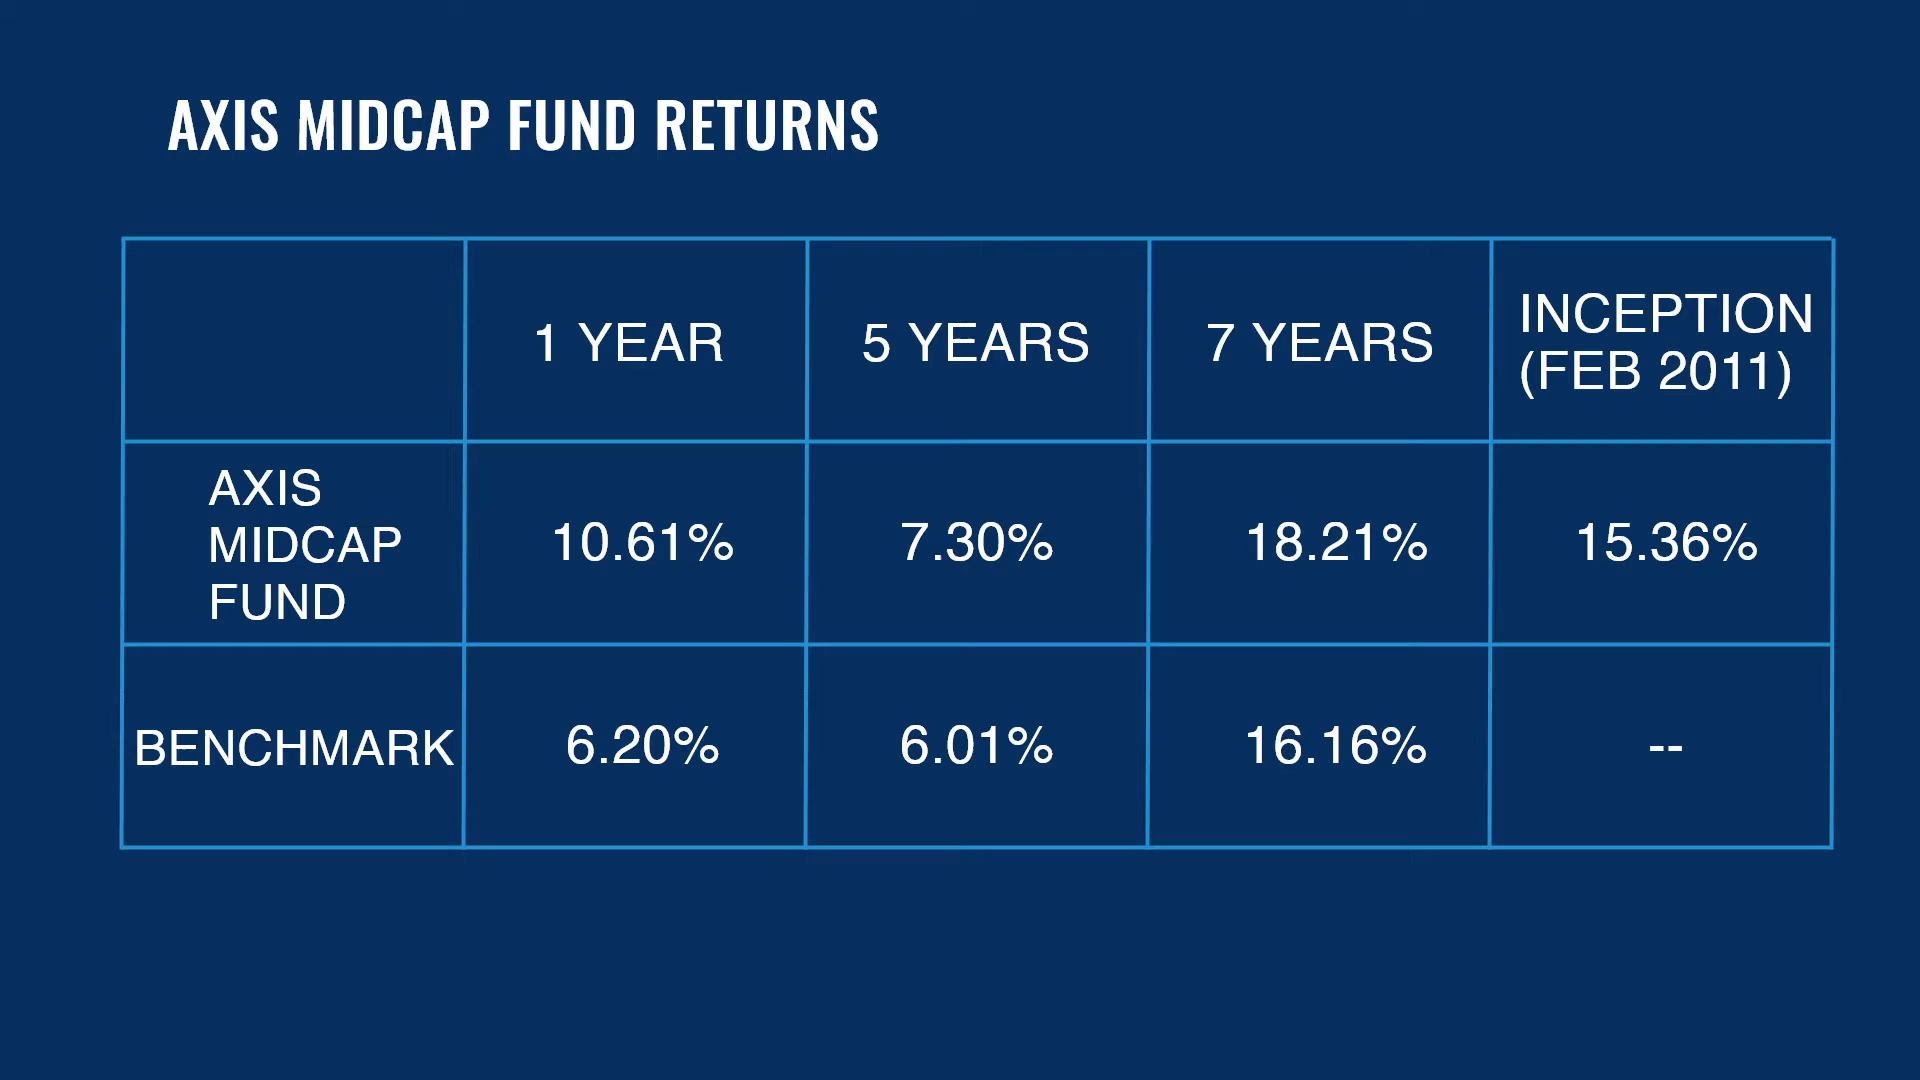 AXIS MIDCAP FUND RETURNS
1 YEAR
5 YEARS
7 YEARS
INCEPTION
(FEB 2011)
AXIS
MIDCAP
FUND
10.61%
7.30%
18.21%
15.36%
BENCHMARK
6.20%
6.01%
16.16%
--